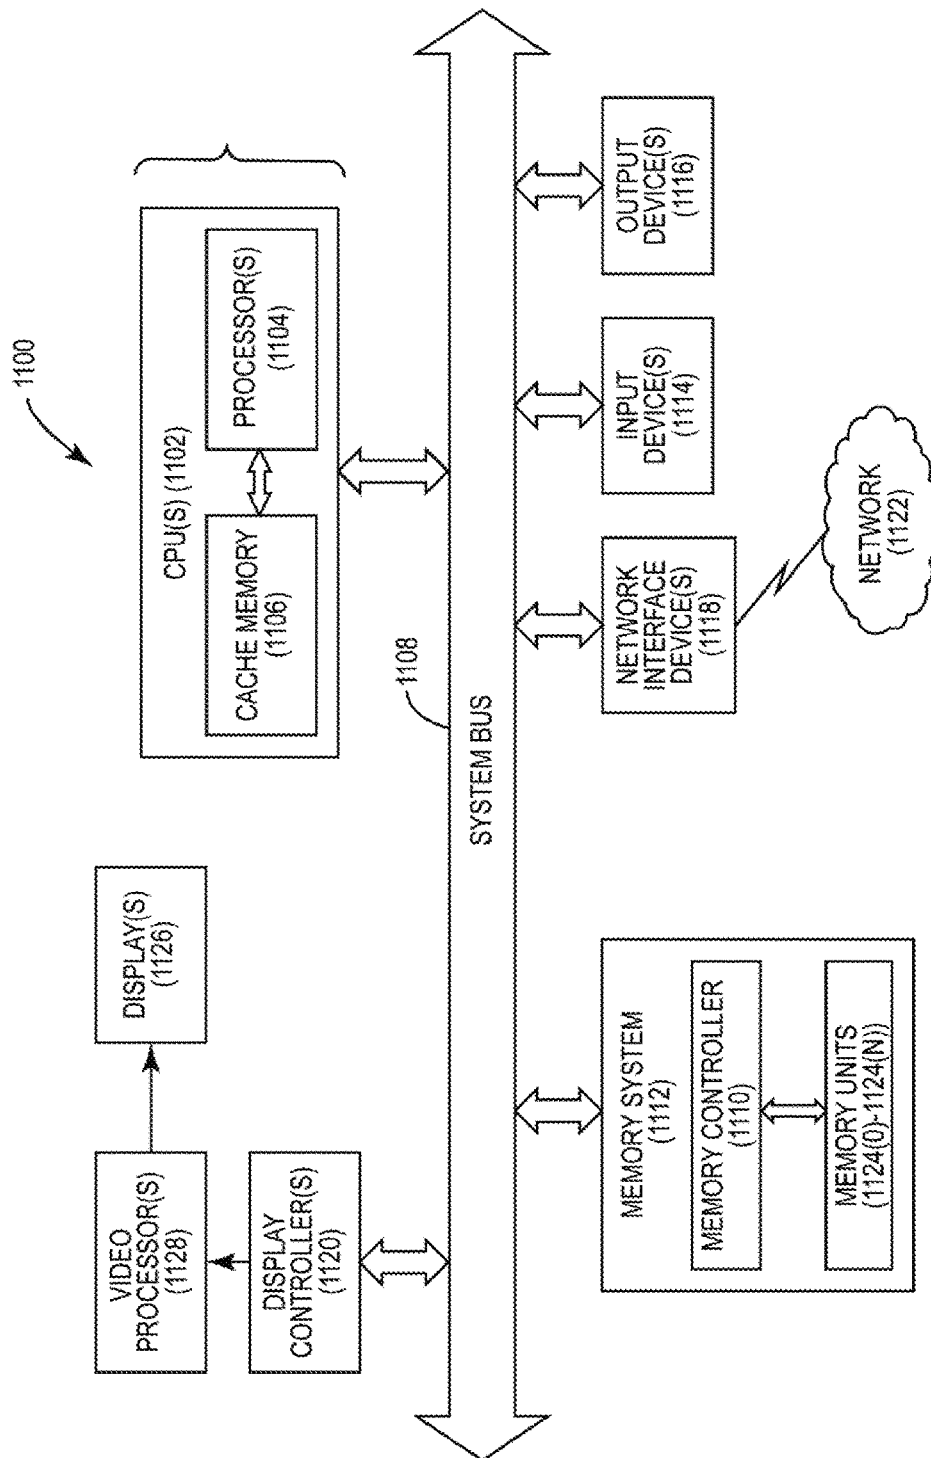 1100
CPU(S) (1102)
CACHE MEMORY
(1106)
PROCESSOR(S)
(1104)
VIDEO
PROCESSOR(S)
(1128)
DISPLAY(S)
(1126)
DISPLAY
CONTROLLER(S)
(1120)
1108
SYSTEM BUS
MEMORY SYSTEM
(1112)
MEMORY CONTROLLER
(1110)
MEMORY UNITS
(1124(0)-1124(N))
NETWORK
INTERFACE
DEVICE(S)
(1118)
INPUT
DEVICE(S)
(1114)
OUTPUT
DEVICE(S)
(1116)
NETWORK
(1122)